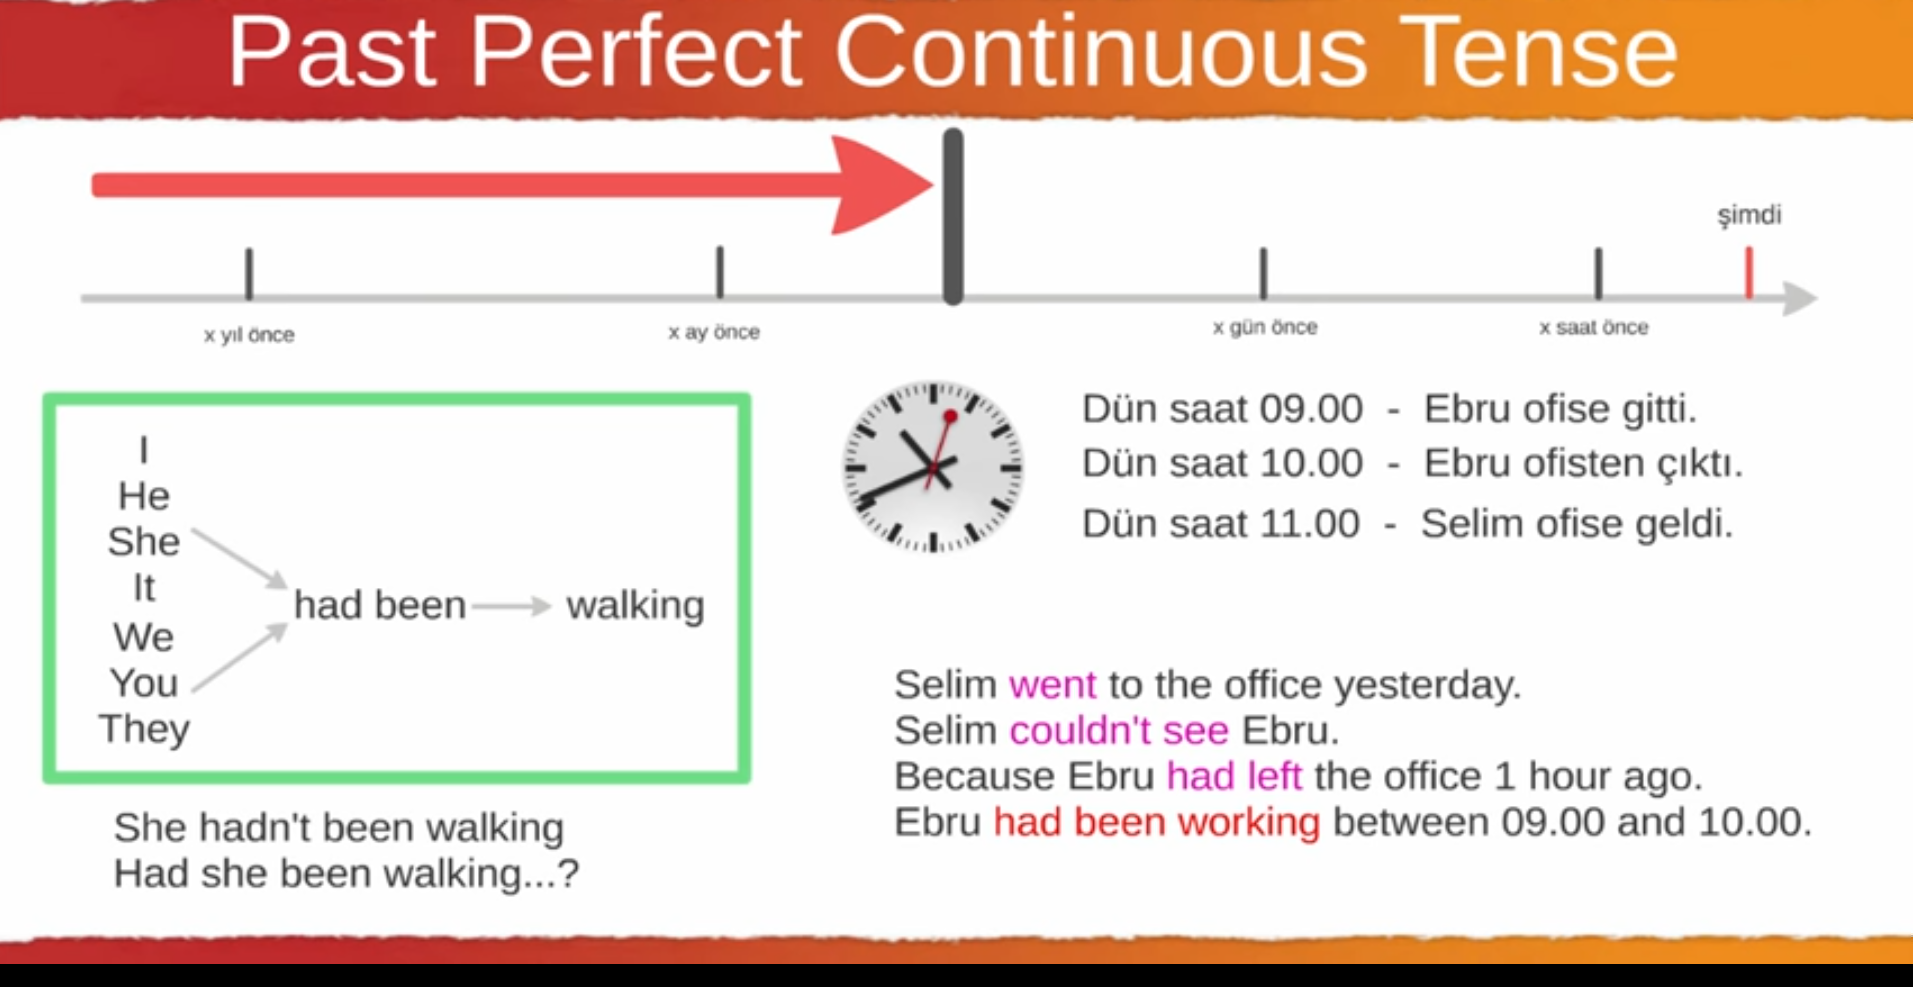 Past Perfect Continuous Tense
şimdi
x yıl önce
x ay önce
x gün önce
x saat önce
I
He
She
It
We
You
They
had been
walking
She hadn't been walking
Had she been walking...?
Dün saat 09.00 - Ebru ofise gitti.
Dün saat 10.00 - Ebru ofisten çıktı.
Dün saat 11.00 - Selim ofise geldi.
Selim went to the office yesterday.
Selim couldn't see Ebru.
Because Ebru had left the office 1 hour ago.
Ebru had been working between 09.00 and 10.00.